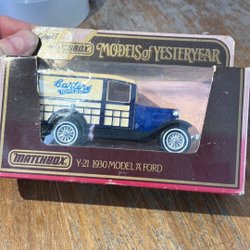 MATCHBOX
MODELS of YESTERYEAR
Carters
MATCHBOX
Y-21 1930 MODEL 'A' FORD